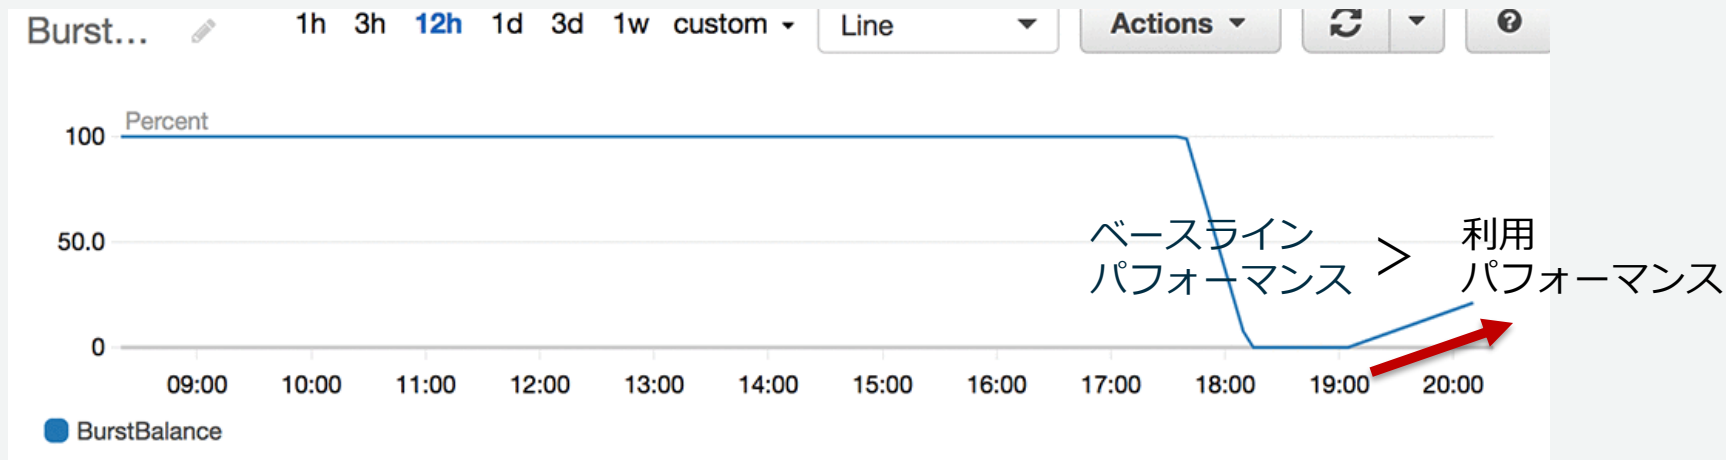 Burst... 1h 3h 12h 1d 3d 1w custom Line Actions ?
Percent
100
50.0
0
ベースライン
パフォーマンス
>
利用
パフォーマンス
09:00 10:00 11:00 12:00 13:00 14:00 15:00 16:00 17:00 18:00 19:00 20:00
BurstBalance